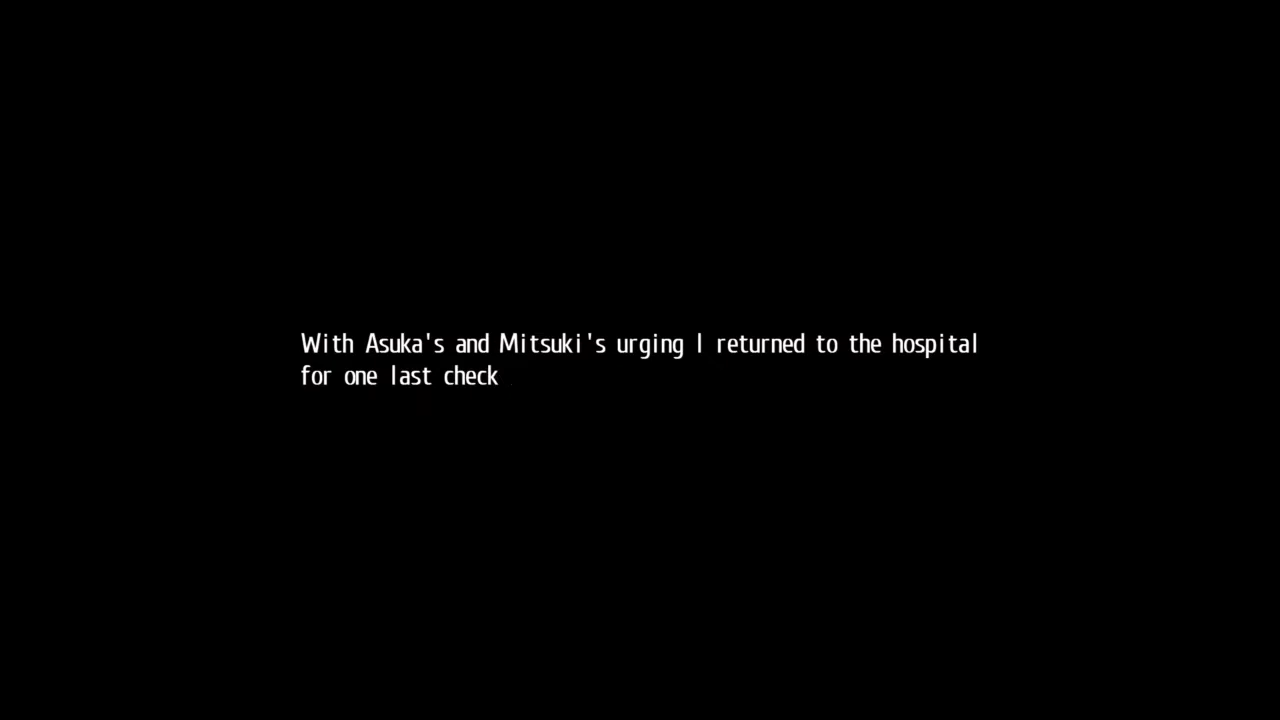 With Asuka's and Mitsuki's urging I returned to the hospital
for one last check